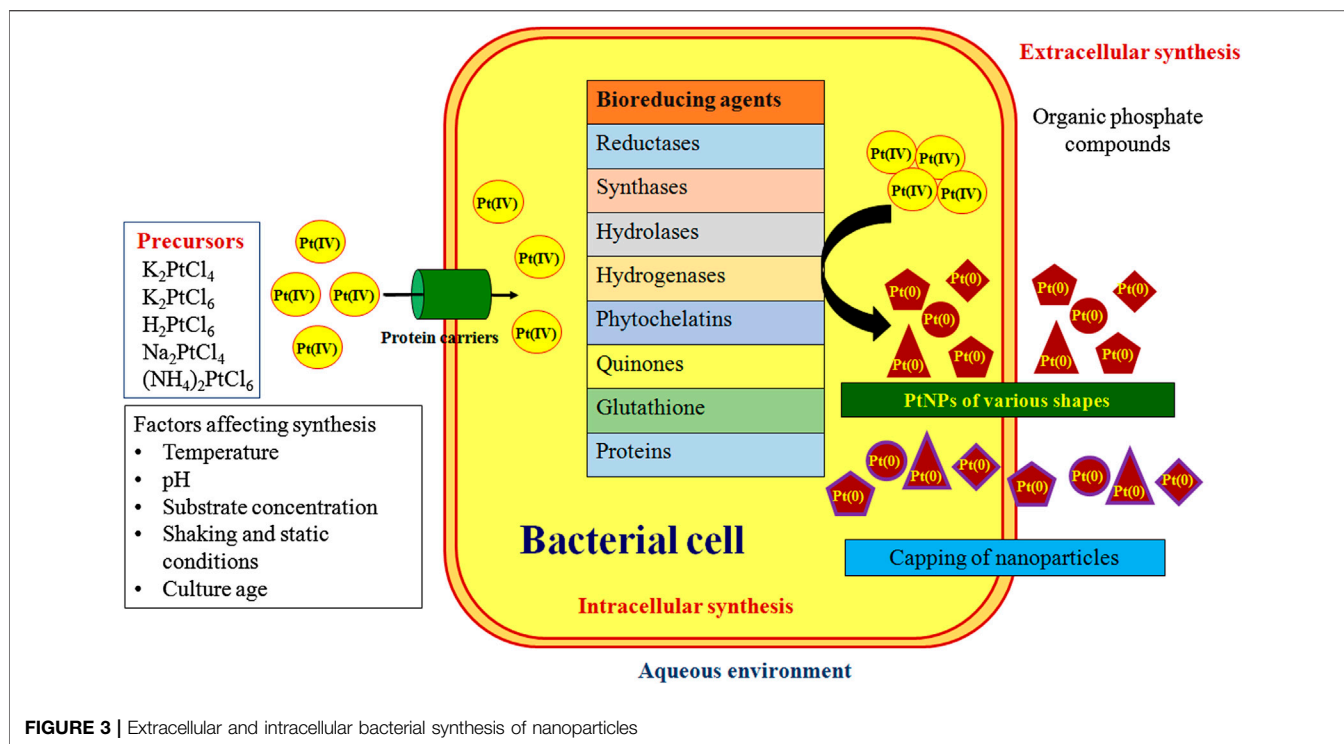 Extracellular synthesis
Organic phosphate
compounds
Bioreducing agents
Reductases
Synthases
Hydrolases
Hydrogenases
Phytochelatins
Quinones
Glutathione
Proteins
Precursors
K₂PtCl₄
K₂PtCl₆
H₂PtCl₆
Na₂PtCl₄
(NH₄)₂PtCl₆
Pt(IV)
Pt(IV) Pt(IV)
Pt(IV)
Protein carriers
Pt(IV)
Pt(IV)
Pt(IV)
Pt(IV) Pt(IV)
Pt(IV) Pt(IV)
Pt(0) Pt(0)
Pt(0)
Pt(0) Pt(0)
Pt(0) Pt(0)
Pt(0)
Pt(0) Pt(0)
PtNPs of various shapes
Pt(0) Pt(0) Pt(0) Pt(0)
Pt(0) Pt(0) Pt(0) Pt(0)
Capping of nanoparticles
Factors affecting synthesis
• Temperature
• pH
• Substrate concentration
• Shaking and static
conditions
• Culture age
Bacterial cell
Intracellular synthesis
Aqueous environment
FIGURE 3 | Extracellular and intracellular bacterial synthesis of nanoparticles